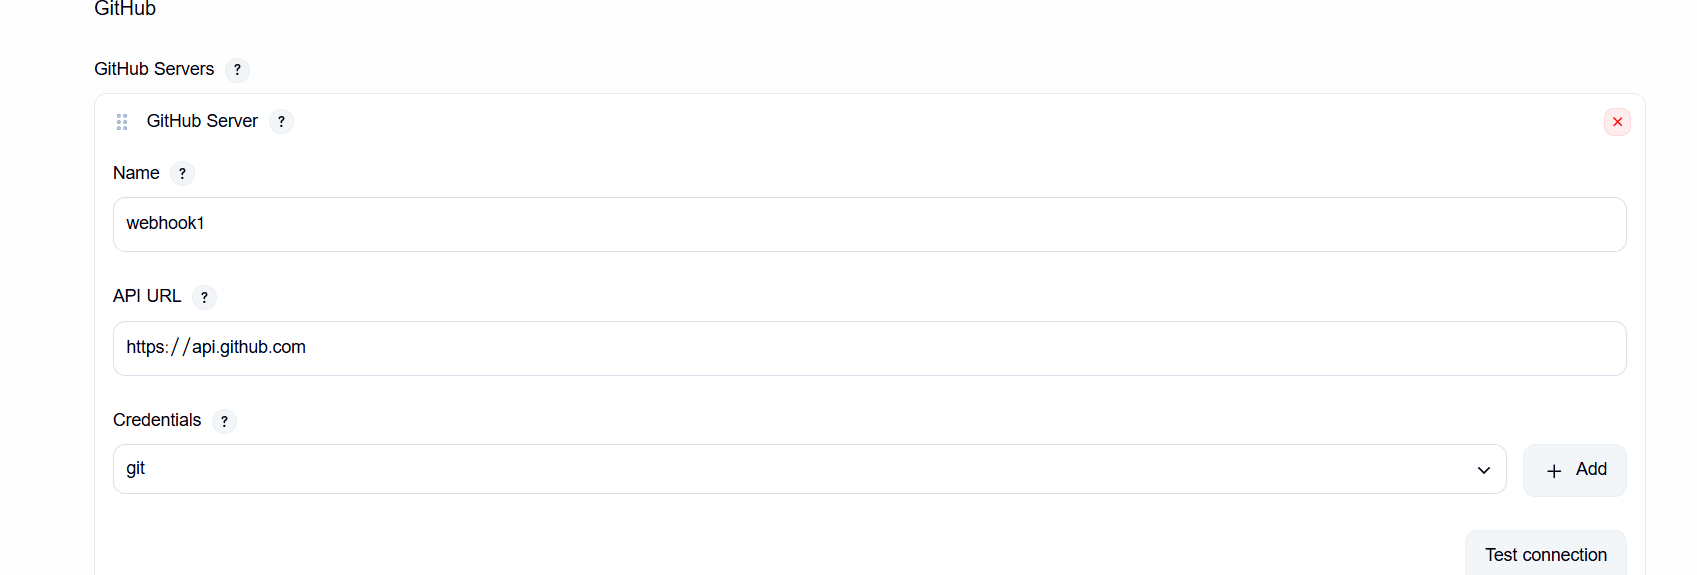 GitHub
GitHub Servers ?
GitHub Server ?
Name ?
webhook1
API URL ?
https://api.github.com
Credentials ?
git
+ Add
Test connection